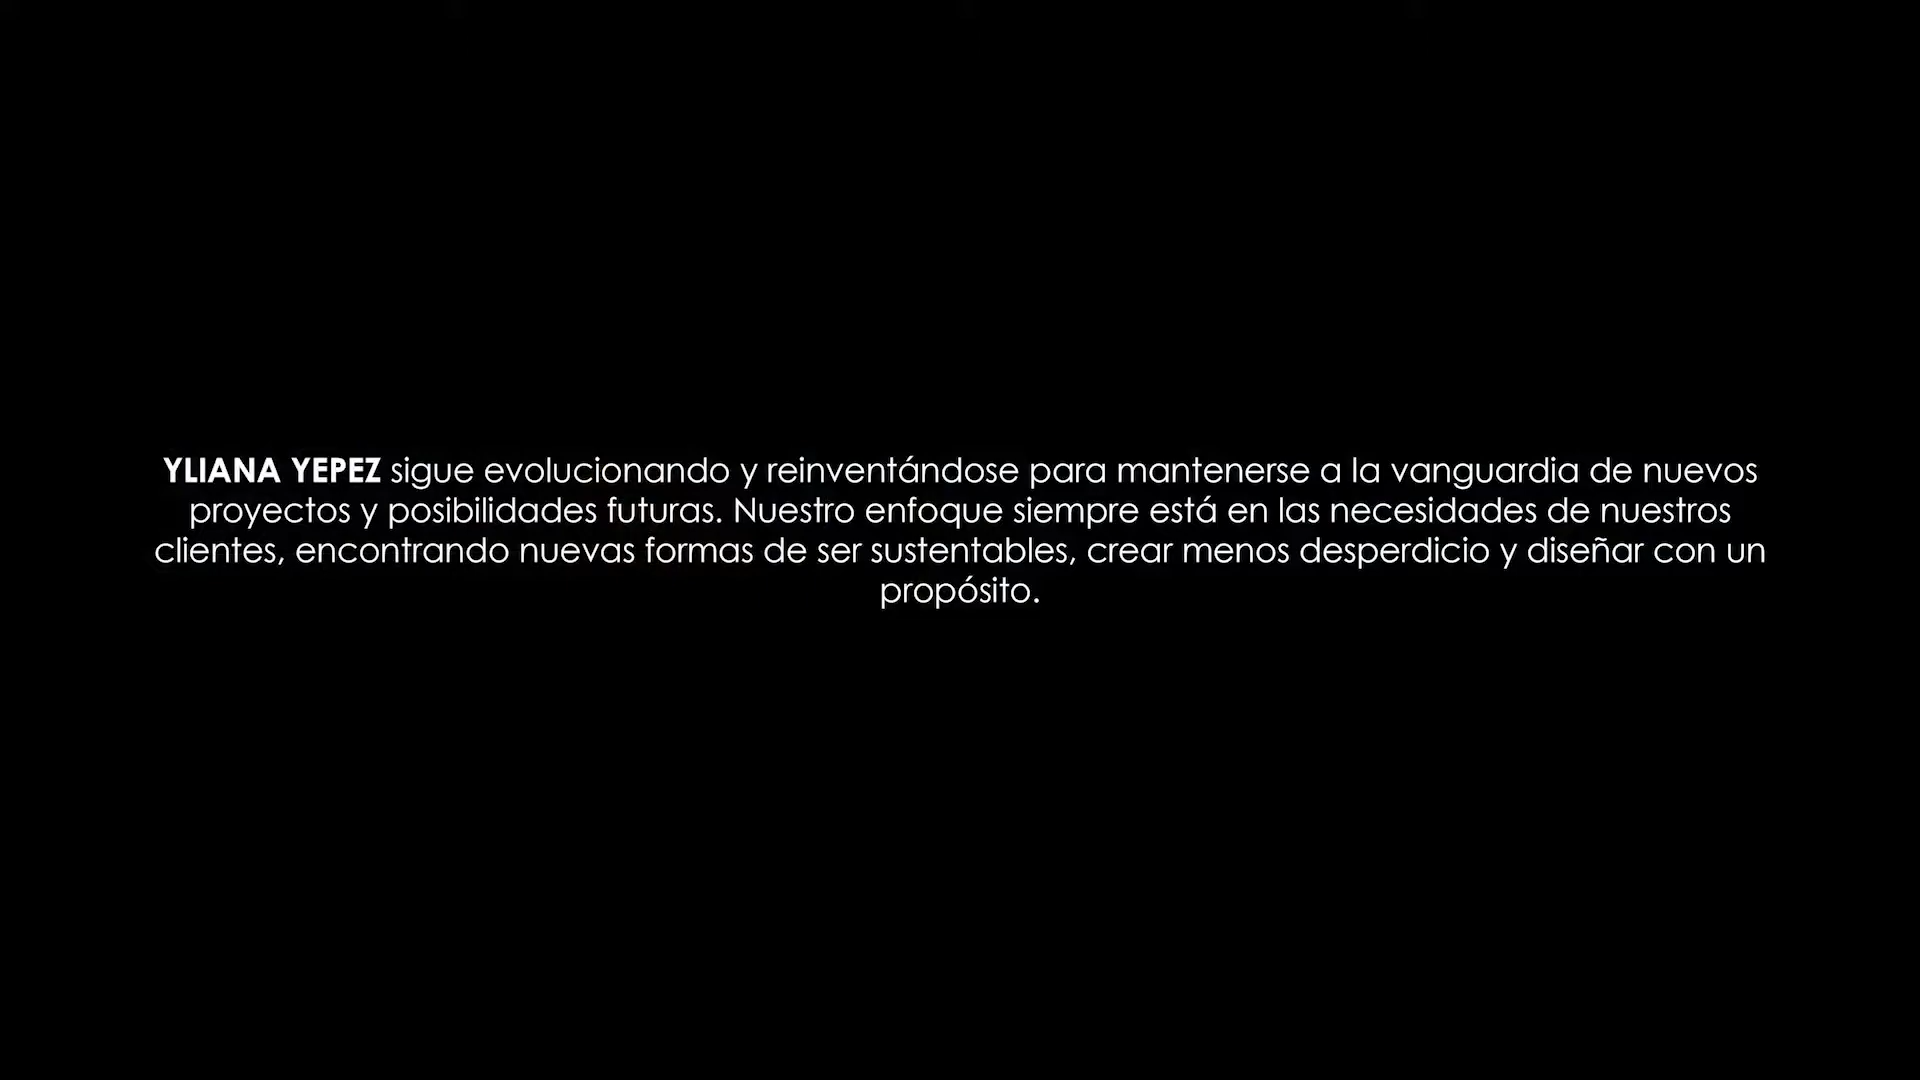 YLIANA YEPEZ sigue evolucionando y reinventándose para mantenerse a la vanguardia de nuevos
proyectos y posibilidades futuras. Nuestro enfoque siempre está en las necesidades de nuestros
clientes, encontrando nuevas formas de ser sustentables, crear menos desperdicio y diseñar con un
propósito.